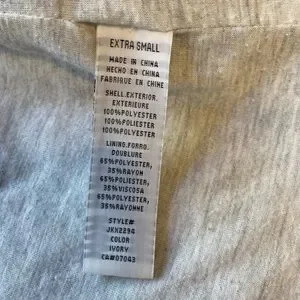 EXTRA SMALL
MADE IN CHINA
HECHO EN CHINA
FABRIQUE EN CHINE
SHELL.EXTERIOR.
EXTERIEURE
100%POLYESTER
100%POLIESTER
100%POLYESTER
LINING.FORRO.
DOUBLURE
65%POLYESTER,
35%RAYON
65%POLIESTER,
35%VISCOSA
65%POLYESTER,
35%RAYONNE
STYLE#
JKX2294
COLOR
IVORY
CA#07043